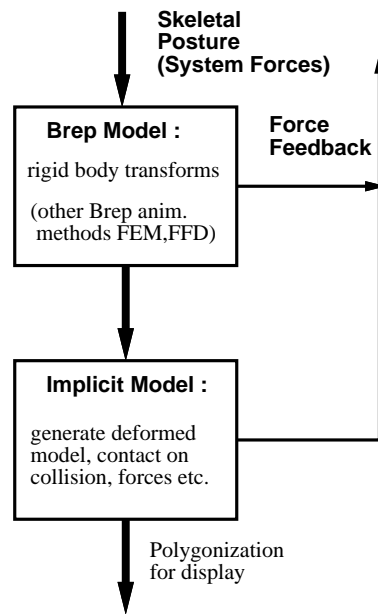 Skeletal
Posture
(System Forces)
Brep Model :
rigid body transforms
(other Brep anim.
methods FEM,FFD)
Force
Feedback
Implicit Model :
generate deformed
model, contact on
collision, forces etc.
Polygonization
for display